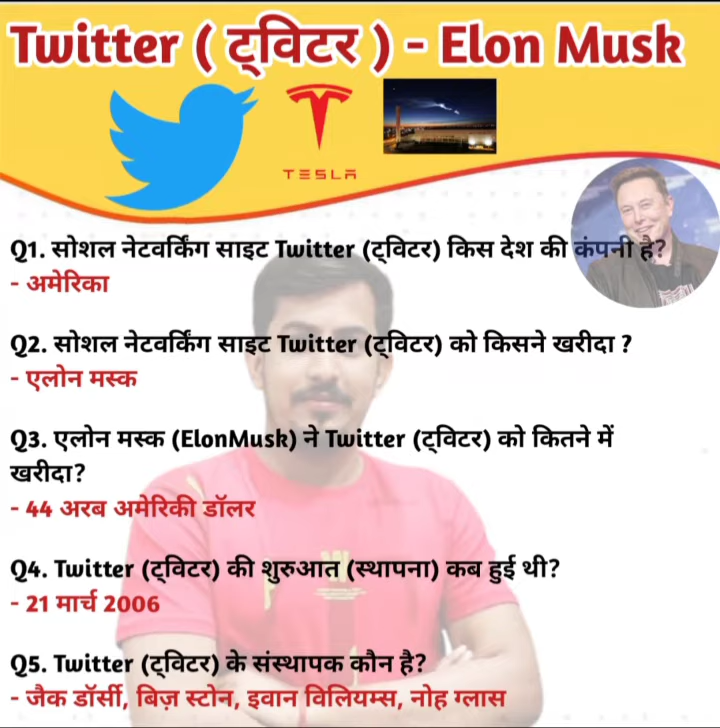 Twitter ( ट्विटर ) - Elon Musk
TESLA
Q1. सोशल नेटवर्किंग साइट Twitter (ट्विटर) किस देश की कंपनी है?
- अमेरिका
Q2. सोशल नेटवर्किंग साइट Twitter (ट्विटर) को किसने खरीदा ?
- एलोन मस्क
Q3. एलोन मस्क (ElonMusk) ने Twitter (ट्विटर) को कितने में
खरीदा?
- 44 अरब अमेरिकी डॉलर
Q4. Twitter (ट्विटर) की शुरुआत (स्थापना) कब हुई थी?
- 21 मार्च 2006
Q5. Twitter (ट्विटर) के संस्थापक कौन है?
- जैक डॉर्सी, बिज़ स्टोन, इवान विलियम्स, नोह ग्लास